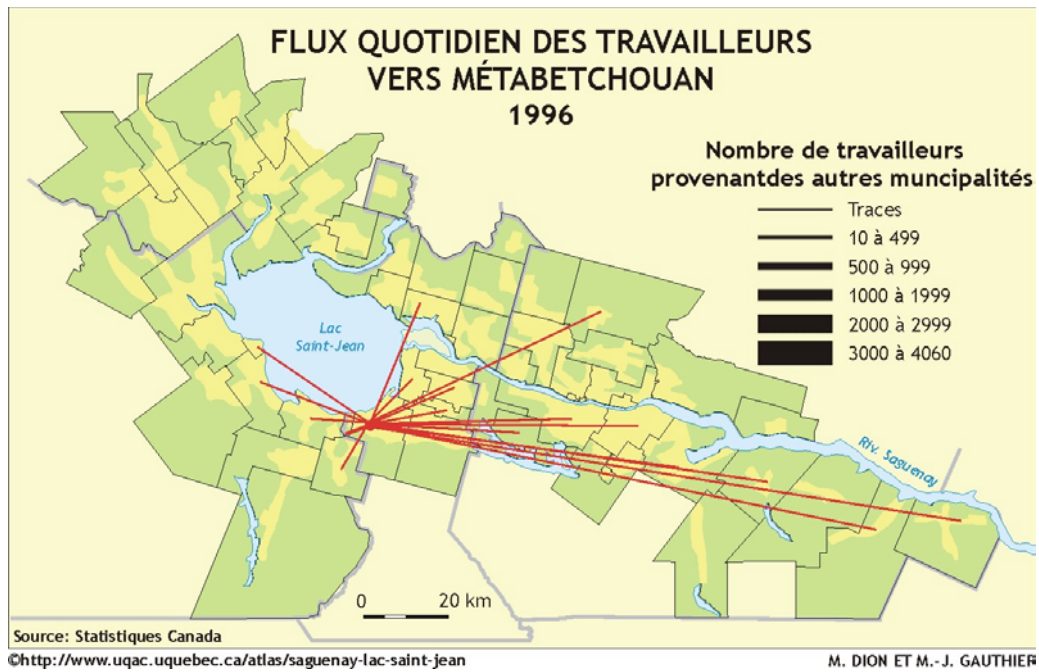 FLUX QUOTIDIEN DES TRAVAILLEURS
VERS MÉTABETCHOUAN
1996
Nombre de travailleurs
provenantdes autres muncipalités
Traces
10 à 499
500 à 999
1000 à 1999
2000 à 2999
3000 à 4060
Lac
Saint-Jean
Riv. Saguenay
0 20 km
Source: Statistiques Canada
©http://www.uqac.uquebec.ca/atlas/saguenay-lac-saint-jean
M. DION ET M.- J. GAUTHIER